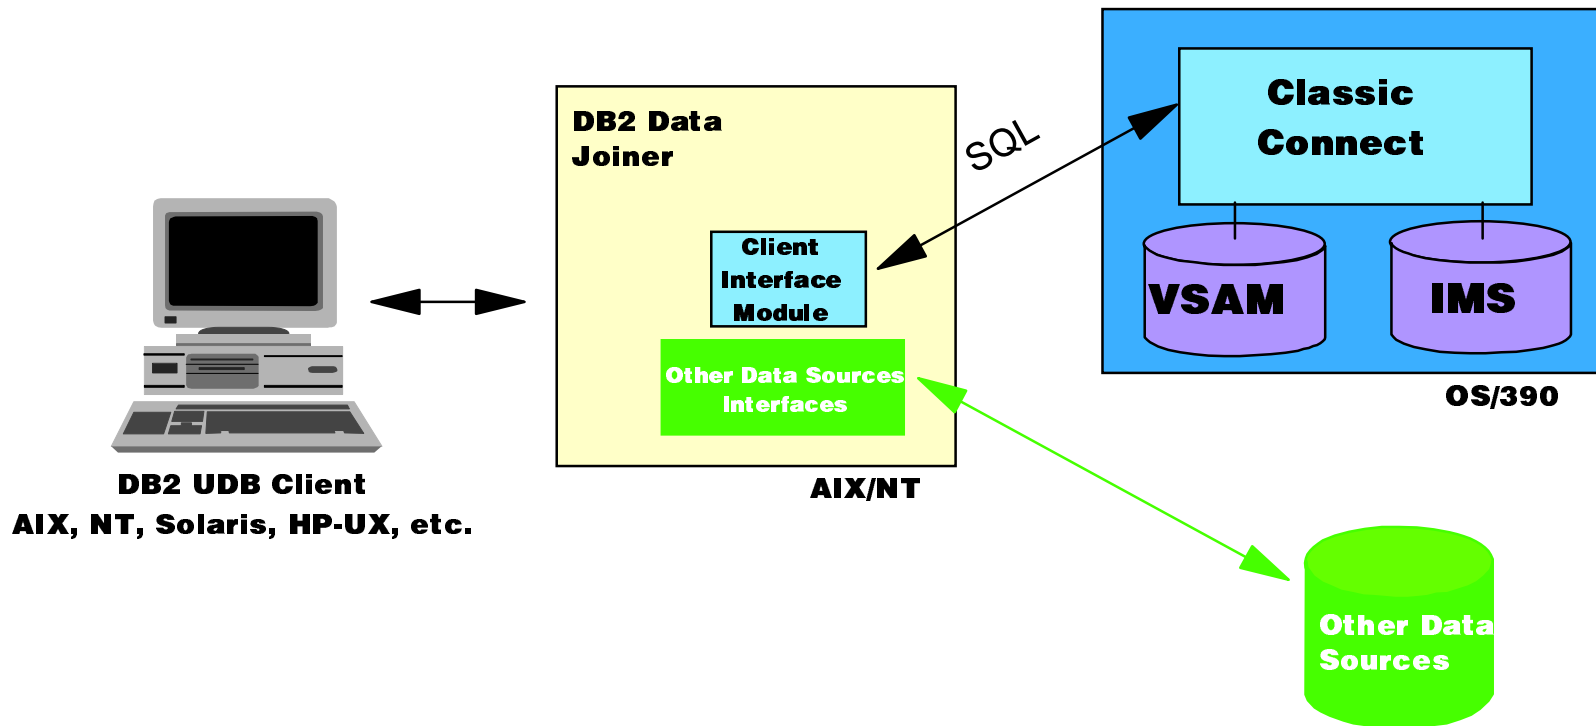 DB2 UDB Client
AIX, NT, Solaris, HP-UX, etc.
DB2 Data
Joiner
Client
Interface
Module
Other Data Sources
Interfaces
AIX/NT
SQL
Classic
Connect
VSAM
IMS
OS/390
Other Data
Sources